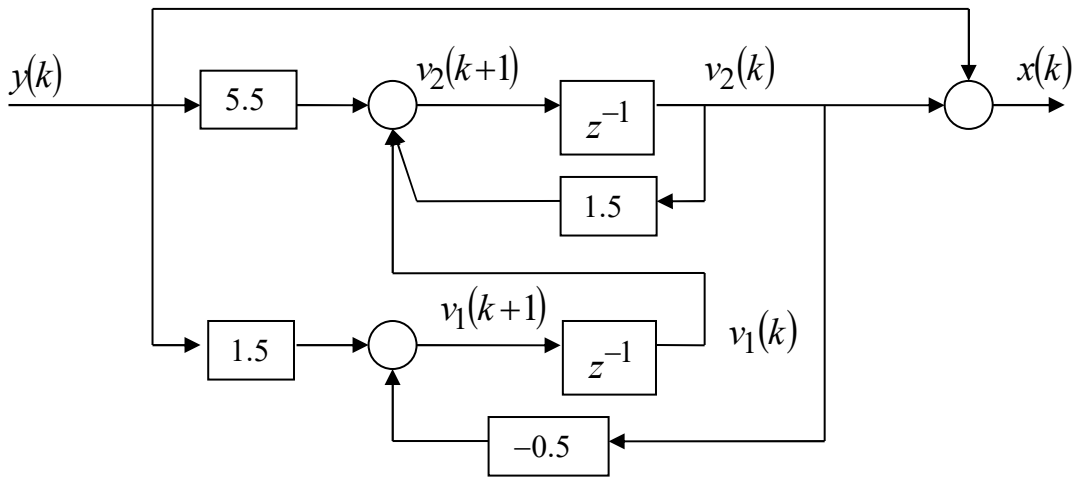 y(k)
5.5
v₂(k+1)
z⁻¹
v₂(k)
x(k)
1.5
1.5
v₁(k+1)
z⁻¹
v₁(k)
−0.5